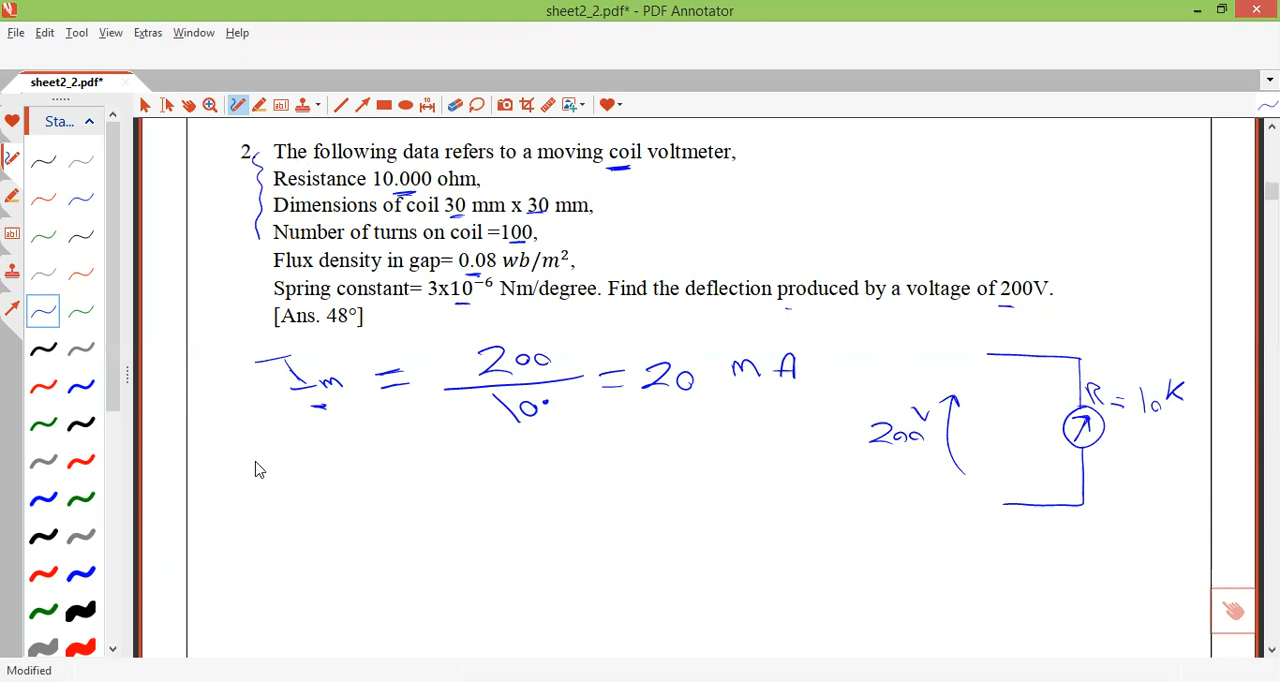 sheet2_2.pdf* - PDF Annotator
File Edit Tool View Extras Window Help
sheet2_2.pdf*
Sta...
2. The following data refers to a moving coil voltmeter,
Resistance 10.000 ohm,
Dimensions of coil 30 mm x 30 mm,
Number of turns on coil =100,
Flux density in gap= 0.08 wb/m²,
Spring constant= 3x10⁻⁶ Nm/degree. Find the deflection produced by a voltage of 200V.
[Ans. 48°]
Im = 200 / 10 = 20 mA
R = 10K
200V
Modified